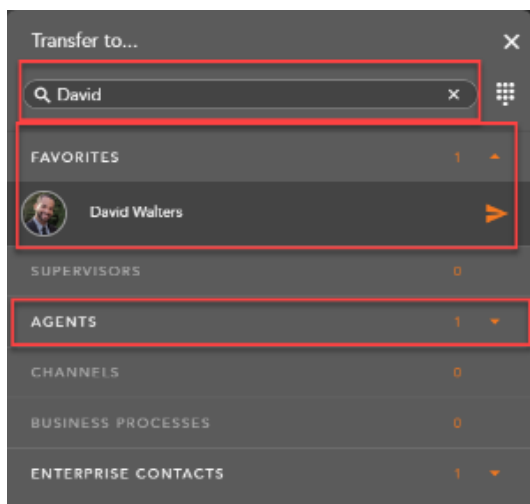 Transfer to...
David
FAVORITES 1
David Walters
SUPERVISORS 0
AGENTS 1
CHANNELS 0
BUSINESS PROCESSES 0
ENTERPRISE CONTACTS 1